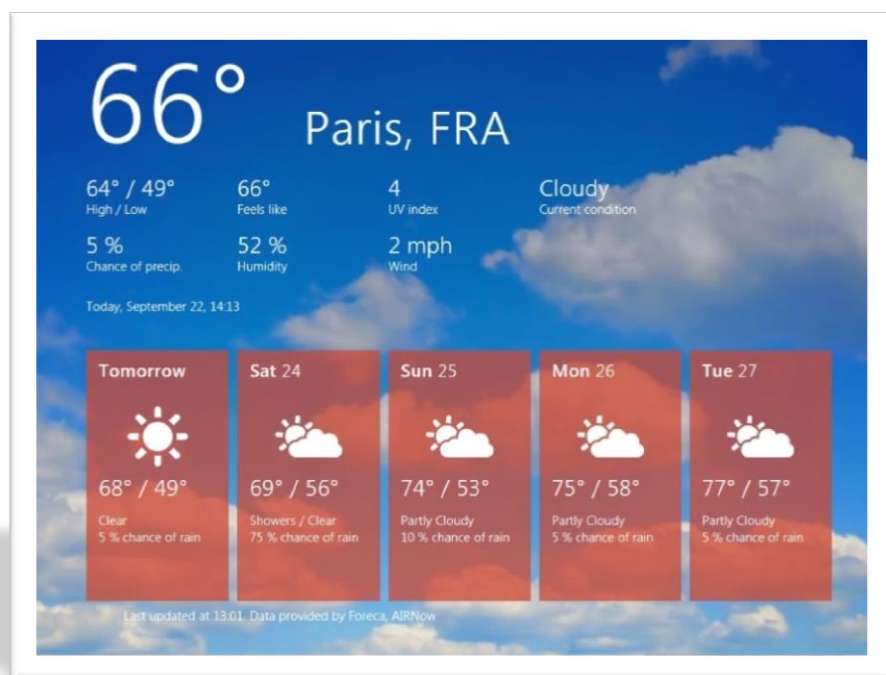 66°
Paris, FRA
64° / 49°
High / Low
66°
Feels like
4
UV index
Cloudy
Current condition
5 %
Chance of precip.
52 %
Humidity
2 mph
Wind
Today, September 22, 14:13
Tomorrow
68° / 49°
Clear
5 % chance of rain
Sat 24
69° / 56°
Showers / Clear
75 % chance of rain
Sun 25
74° / 53°
Partly Cloudy
10 % chance of rain
Mon 26
75° / 58°
Partly Cloudy
5 % chance of rain
Tue 27
77° / 57°
Partly Cloudy
5 % chance of rain
Last updated at 13:01. Data provided by Foreca, AIRNow